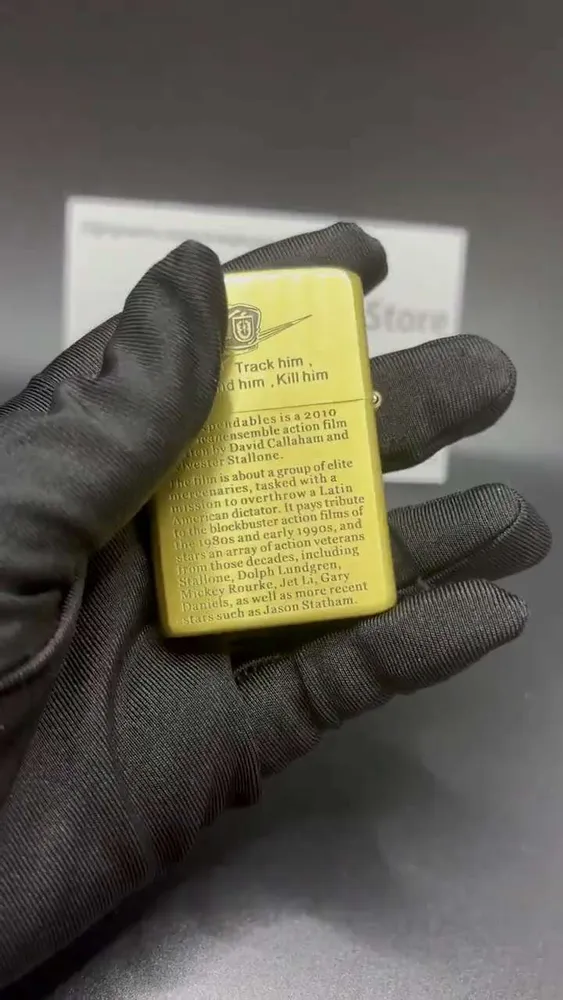 Store
Track him ,
him , Kill him
is a 2010
ensemble action film
by David Callaham and
Stallone.
The film is about a group of elite
mercenaries, tasked with a
mission to overthrow a Latin
American dictator. It pays tribute
to the blockbuster action films of
the 1980s and early 1990s, and
stars an array of action veterans
from those decades, including
Stallone, Dolph Lundgren,
Mickey Rourke, Jet Li, Gary
Daniels, as well as more recent
stars such as Jason Statham.